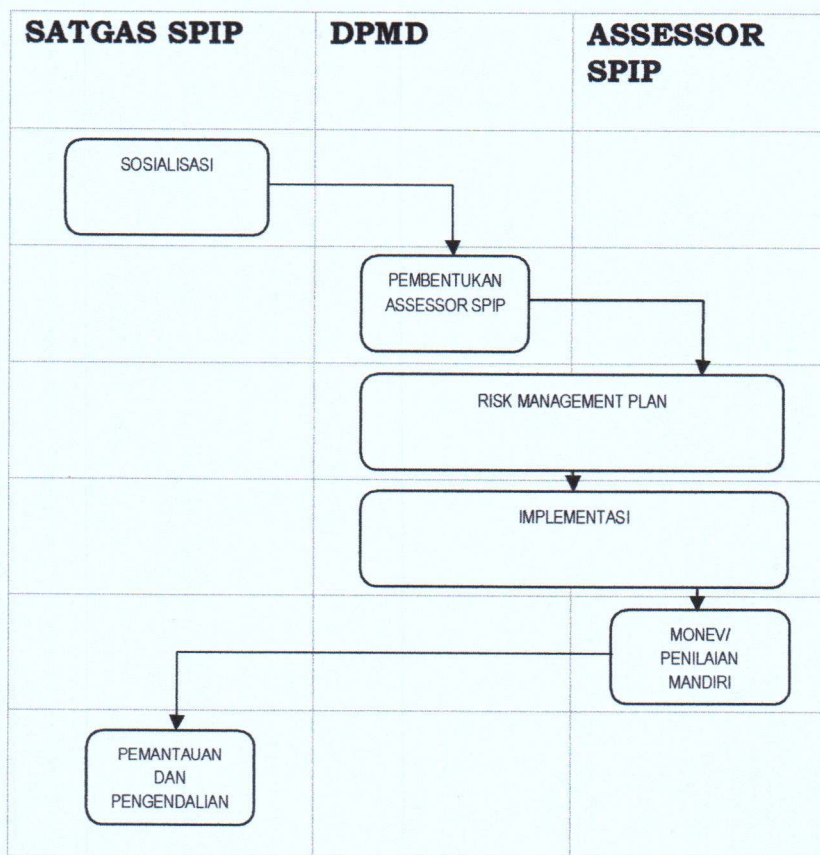 SATGAS SPIP
DPMD
ASSESSOR
SPIP
SOSIALISASI
PEMBENTUKAN
ASSESSOR SPIP
RISK MANAGEMENT PLAN
IMPLEMENTASI
MONEV/
PENILAIAN
MANDIRI
PEMANTAUAN
DAN
PENGENDALIAN